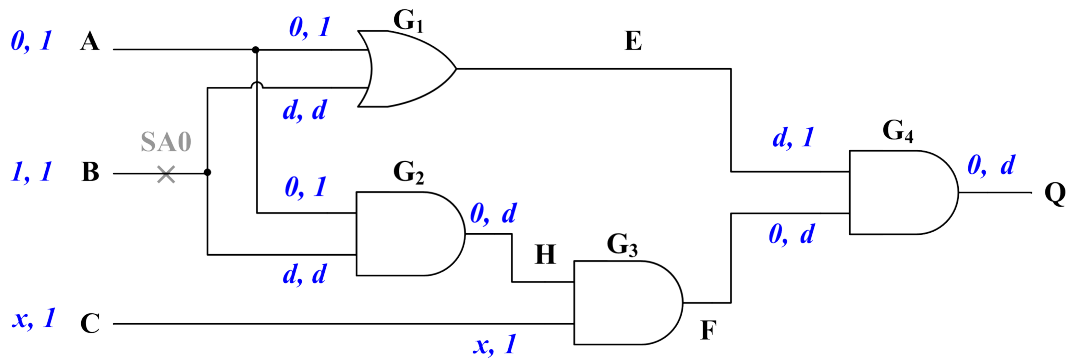 0, 1 A 0, 1 G1 E
d, d
SA0
d, 1 G4
1, 1 B 0, 1 G2 0, d Q
0, d
0, d
H G3
d, d
x, 1 C x, 1 F